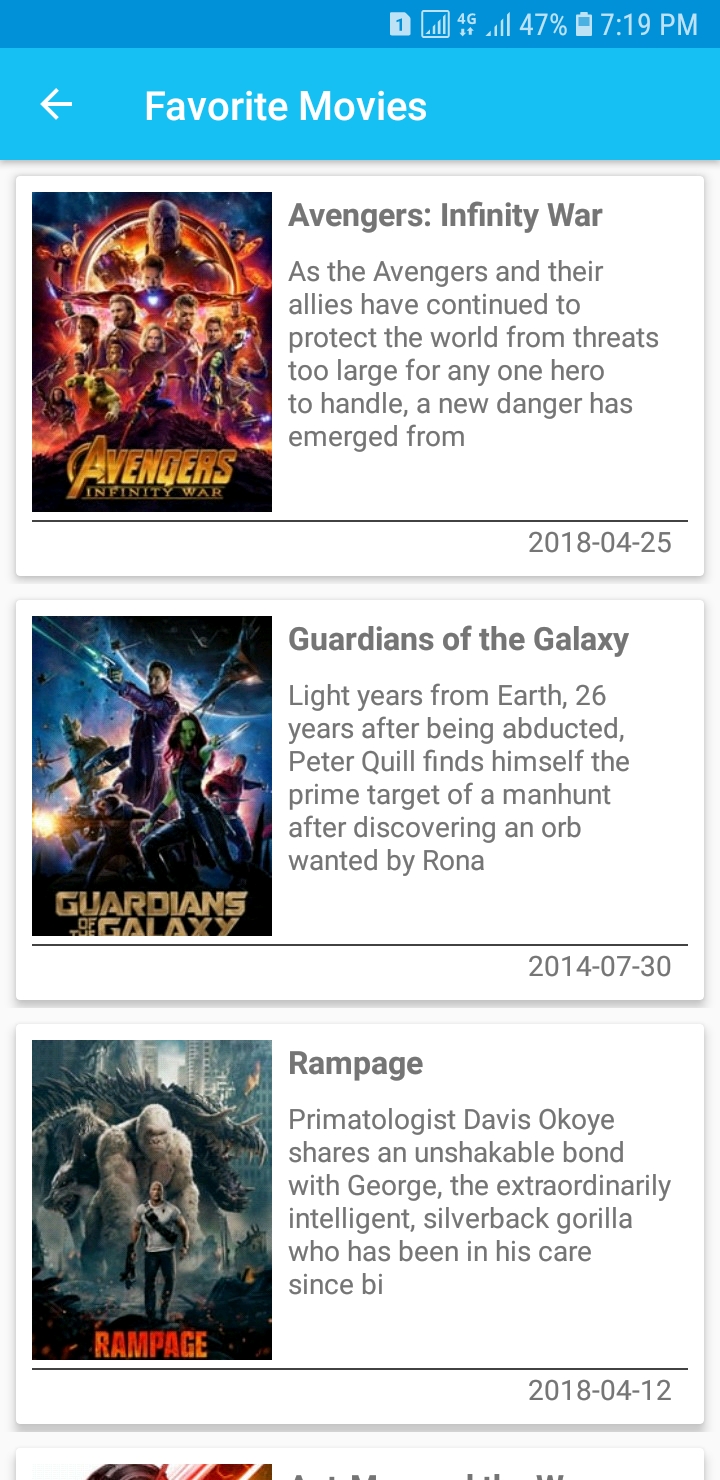 1 4G 47% 7:19 PM
Favorite Movies
Avengers: Infinity War
As the Avengers and their
allies have continued to
protect the world from threats
too large for any one hero
to handle, a new danger has
emerged from
AVENGERS
INFINITY WAR
2018-04-25
Guardians of the Galaxy
Light years from Earth, 26
years after being abducted,
Peter Quill finds himself the
prime target of a manhunt
after discovering an orb
wanted by Rona
GUARDIANS
OF THE GALAXY
2014-07-30
Rampage
Primatologist Davis Okoye
shares an unshakable bond
with George, the extraordinarily
intelligent, silverback gorilla
who has been in his care
since bi
RAMPAGE
2018-04-12